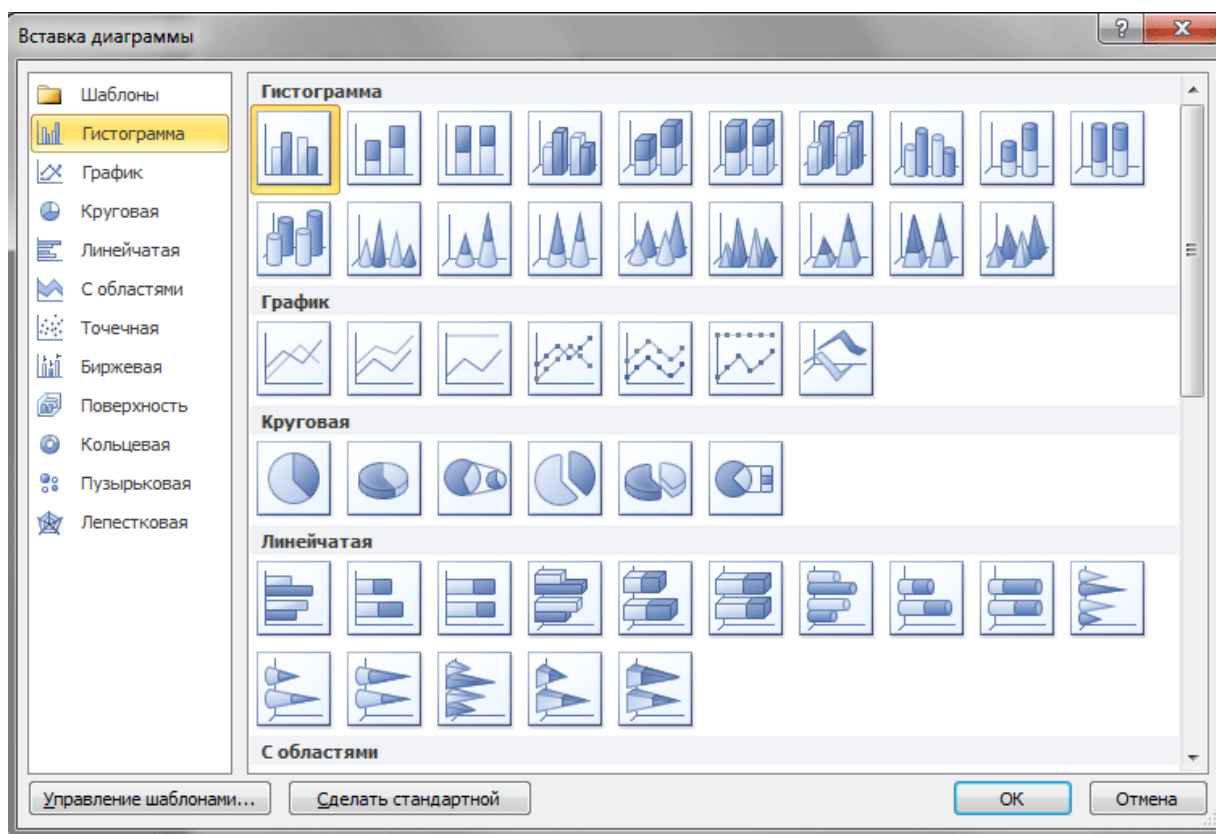 Вставка диаграммы
Шаблоны
Гистограмма
График
Круговая
Линейчатая
С областями
Точечная
Биржевая
Поверхность
Кольцевая
Пузырьковая
Лепестковая
Гистограмма
График
Круговая
Линейчатая
С областями
Управление шаблонами...
Сделать стандартной
ОК
Отмена